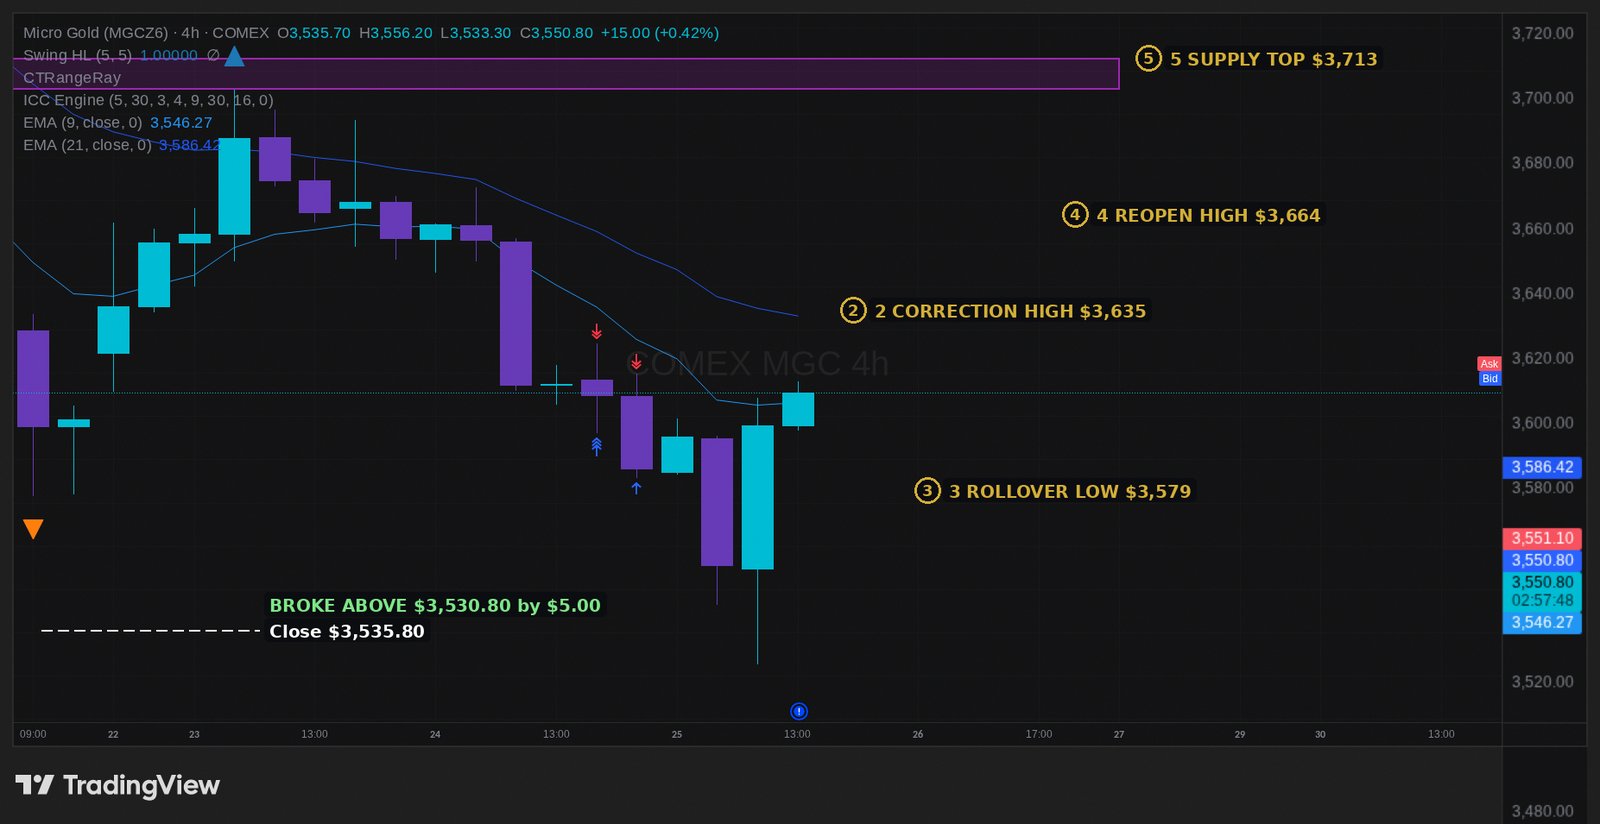 Micro Gold (MGCZ6) · 4h · COMEX O3,535.70 H3,556.20 L3,533.30 C3,550.80 +15.00 (+0.42%)
Swing HL (5, 5) 1.00000 ∅
CTRangeRay
ICC Engine (5, 30, 3, 4, 9, 30, 16, 0)
EMA (9, close, 0) 3,546.27
EMA (21, close, 0) 3,586.42
5 5 SUPPLY TOP $3,713
4 4 REOPEN HIGH $3,664
2 2 CORRECTION HIGH $3,635
COMEX MGC 4h
3 3 ROLLOVER LOW $3,579
BROKE ABOVE $3,530.80 by $5.00
Close $3,535.80
3,720.00
3,700.00
3,680.00
3,660.00
3,640.00
3,620.00
Ask
Bid
3,600.00
3,586.42
3,580.00
3,551.10
3,550.80
3,550.80
02:57:48
3,546.27
3,520.00
3,480.00
09:00 22 23 13:00 24 13:00 25 13:00 26 17:00 27 29 30 13:00
TradingView